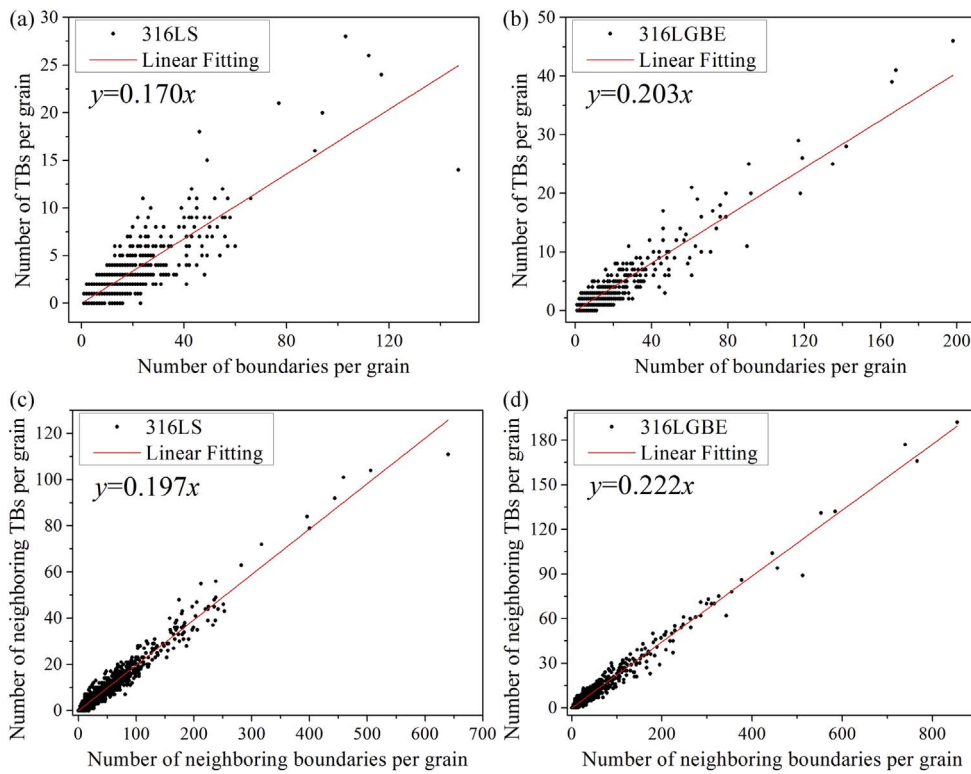 (a)
316LS
Linear Fitting
y=0.170x
Number of TBs per grain
30
25
20
15
10
5
0
0 40 80 120
Number of boundaries per grain
(b)
316LGBE
Linear Fitting
y=0.203x
Number of TBs per grain
50
40
30
20
10
0
0 40 80 120 160 200
Number of boundaries per grain
(c)
316LS
Linear Fitting
y=0.197x
Number of neighboring TBs per grain
120
100
80
60
40
20
0
0 100 200 300 400 500 600 700
Number of neighboring boundaries per grain
(d)
316LGBE
Linear Fitting
y=0.222x
Number of neighboring TBs per grain
180
150
120
90
60
30
0
0 200 400 600 800
Number of neighboring boundaries per grain